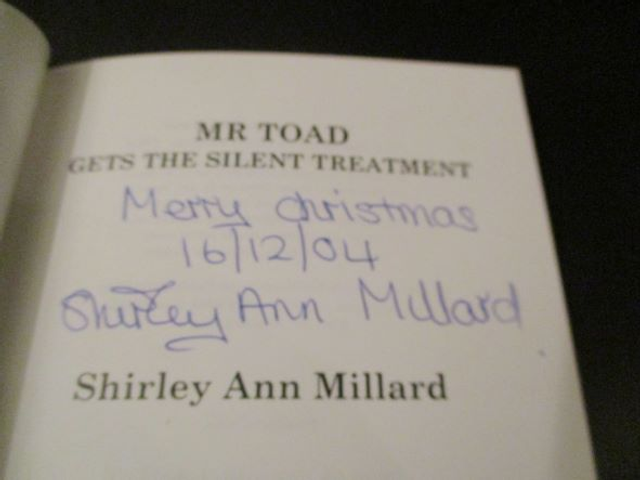 MR TOAD
GETS THE SILENT TREATMENT
Merry christmas
16/12/04
Shirley Ann Millard
Shirley Ann Millard